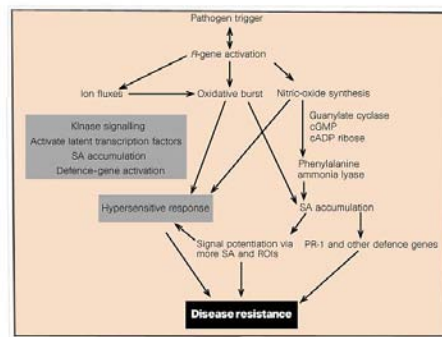 Pathogen trigger
R-gene activation
Ion fluxes
Oxidative burst
Nitric-oxide synthesis
Kinase signalling
Activate latent transcription factors
SA accumulation
Defence-gene activation
Guanylate cyclase
cGMP
cADP ribose
Phenylalanine
ammonia lyase
Hypersensitive response
SA accumulation
Signal potentiation via
more SA and ROIs
PR-1 and other defence genes
Disease resistance